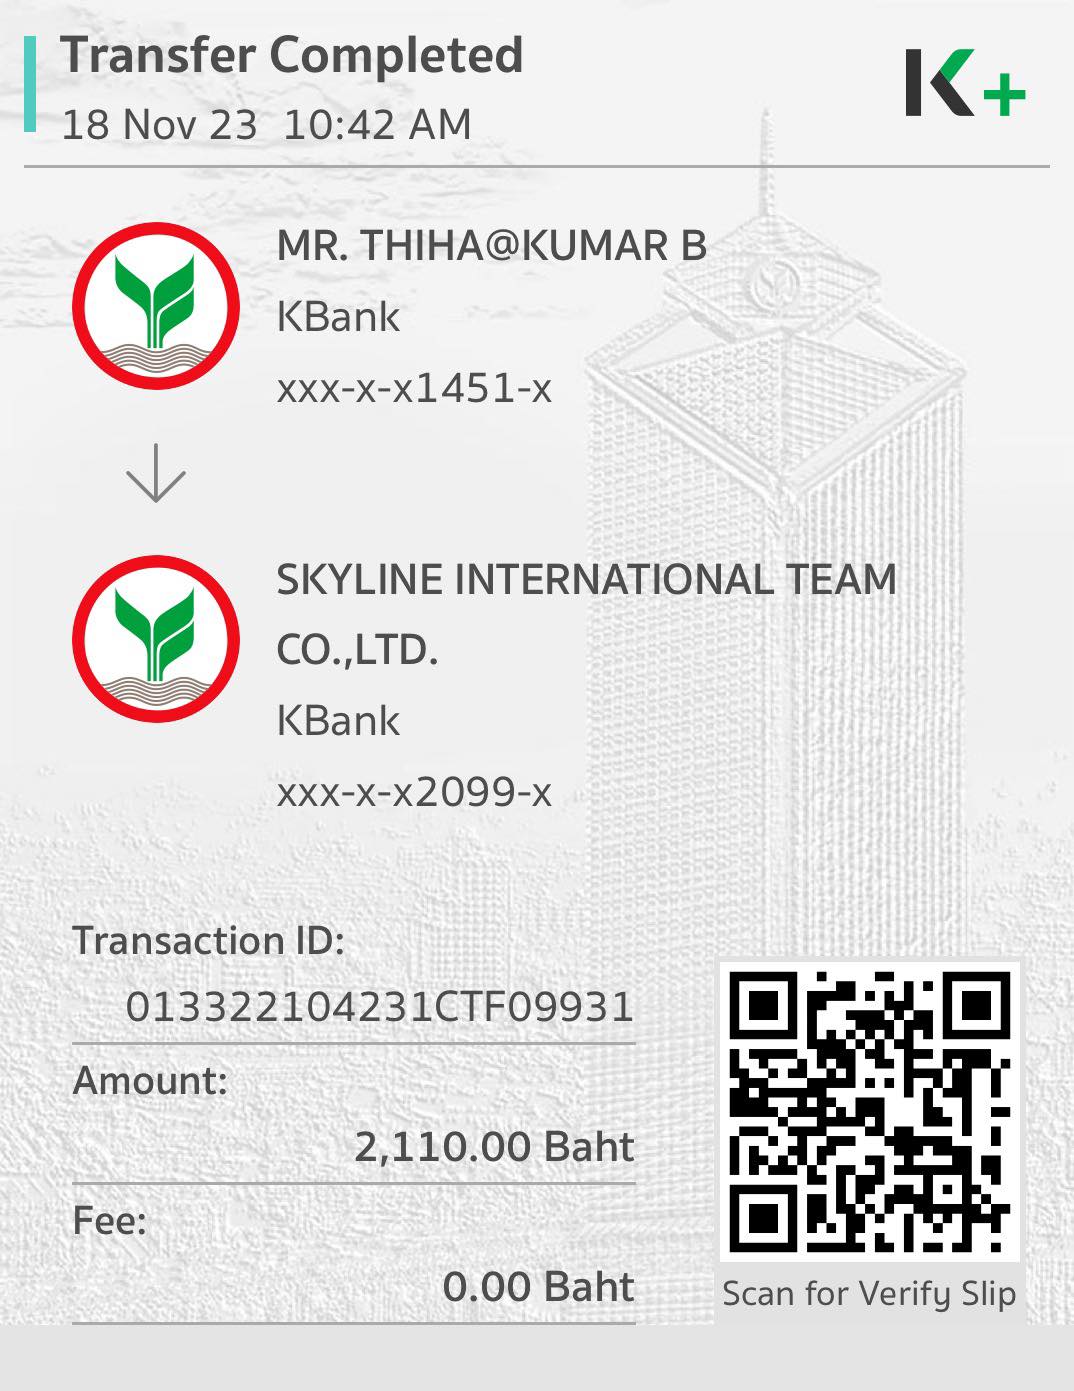 Transfer Completed
18 Nov 23 10:42 AM
K+
MR. THIHA@KUMAR B
KBank
xxx-x-x1451-x
SKYLINE INTERNATIONAL TEAM
CO.,LTD.
KBank
xxx-x-x2099-x
Transaction ID:
013322104231CTF09931
Amount:
2,110.00 Baht
Fee:
0.00 Baht
Scan for Verify Slip